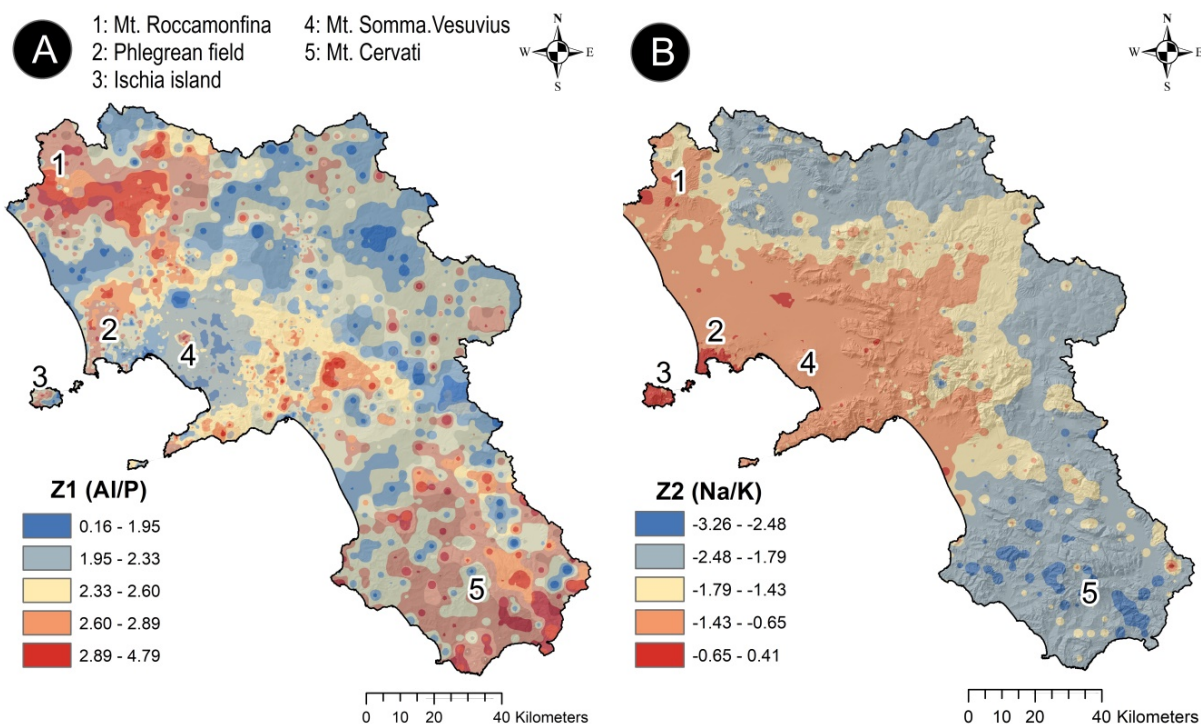 A
1: Mt. Roccamonfina
2: Phlegrean field
3: Ischia island
4: Mt. Somma.Vesuvius
5: Mt. Cervati
N
W
E
S
1
2
3
4
5
Z1 (Al/P)
0.16 - 1.95
1.95 - 2.33
2.33 - 2.60
2.60 - 2.89
2.89 - 4.79
0 10 20 40 Kilometers
B
N
W
E
S
1
2
3
4
5
Z2 (Na/K)
-3.26 - -2.48
-2.48 - -1.79
-1.79 - -1.43
-1.43 - -0.65
-0.65 - 0.41
0 10 20 40 Kilometers